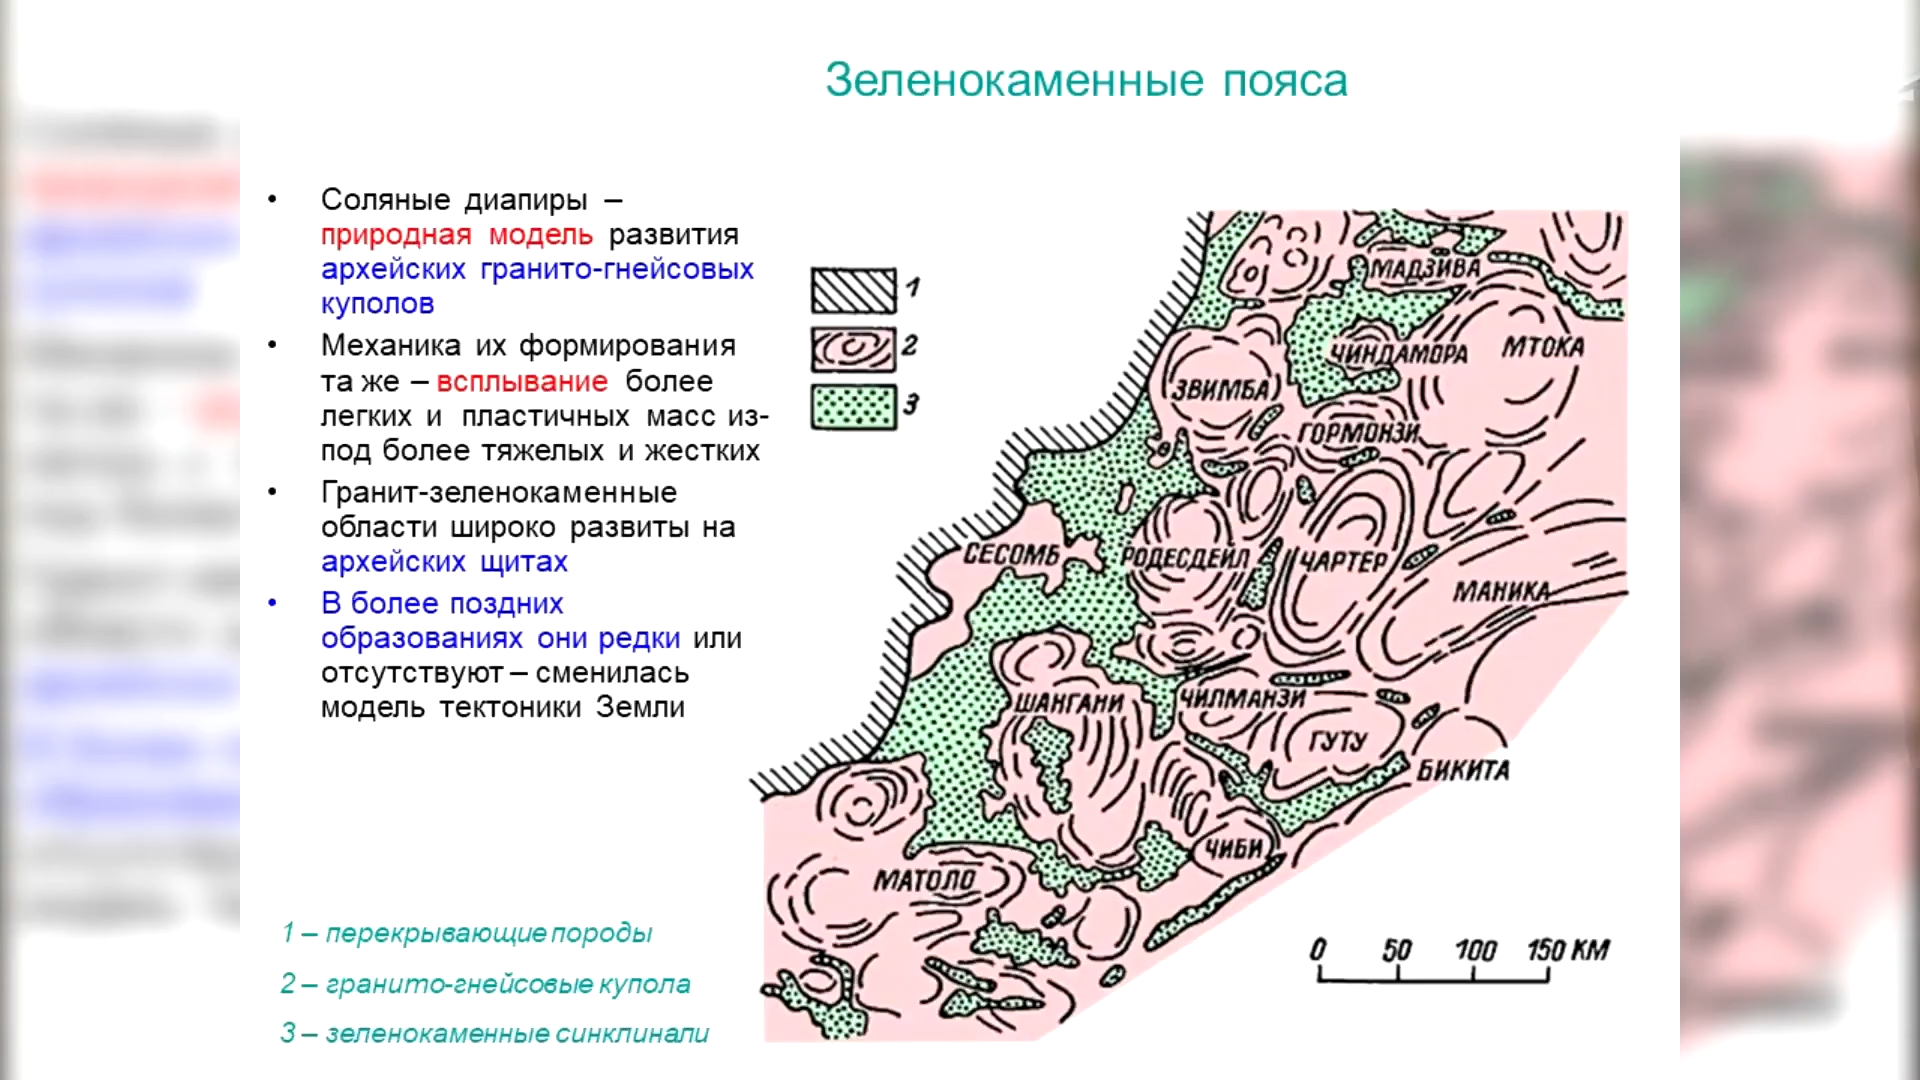 Зеленокаменные пояса
• Соляные диапиры –
природная модель развития
архейских гранито-гнейсовых
куполов
• Механика их формирования
та же – всплывание более
легких и пластичных масс из-
под более тяжелых и жестких
• Гранит-зеленокаменные
области широко развиты на
архейских щитах
• В более поздних
образованиях они редки или
отсутствуют – сменилась
модель тектоники Земли
1 – перекрывающие породы
2 – гранито-гнейсовые купола
3 – зеленокаменные синклинали
1
2
3
МАДЗИВА
ЧИНДАМОРА
МТОКА
ЗВИМБА
ГОРМОНЗИ
СЕСОМБ
РОДЕСДЕЙЛ
ЧАРТЕР
МАНИКА
ШАНГАНИ
ЧИЛМАНЗИ
ГУТУ
БИКИТА
ЧИБИ
МАТОЛО
0 50 100 150 КМ